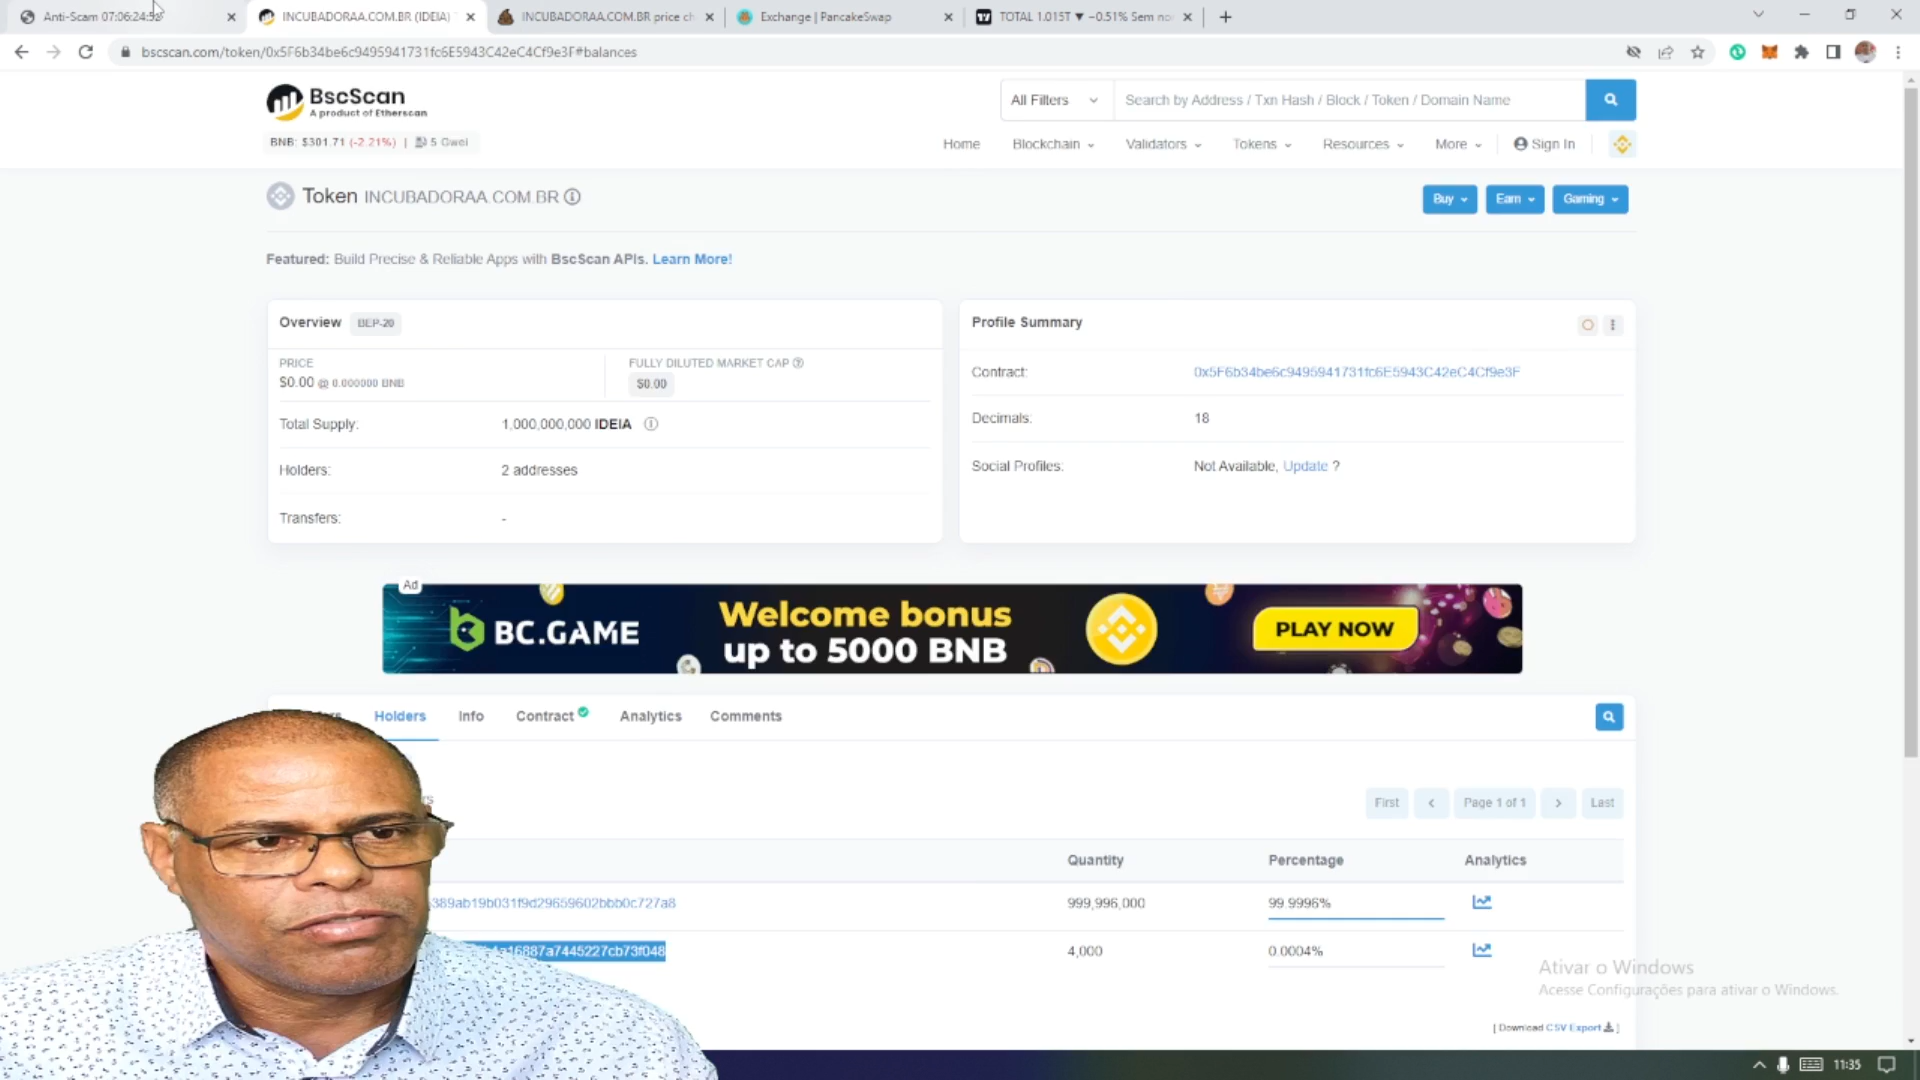 Anti-Scam 07:06:24:52
INCUBADORAA.COM.BR (IDEIA)
INCUBADORAA.COM.BR price ch
Exchange | PancakeSwap
TOTAL 1.015T ▼ −0.51% Sem no
bscscan.com/token/0x5F6b34be6c9495941731fc6E5943C42eC4Cf9e3F#balances
BscScan
A product of Etherscan
All Filters
Search by Address / Txn Hash / Block / Token / Domain Name
BNB: $301.71 (-2.21%) | 5 Gwei
Home Blockchain Validators Tokens Resources More Sign In
Token INCUBADORAA.COM.BR
Buy Earn Gaming
Featured: Build Precise & Reliable Apps with BscScan APIs. Learn More!
Overview BEP-20
PRICE
$0.00 @ 0.000000 BNB
FULLY DILUTED MARKET CAP
$0.00
Total Supply: 1,000,000,000 IDEIA
Holders: 2 addresses
Transfers: -
Profile Summary
Contract: 0x5F6b34be6c9495941731fc6E5943C42eC4Cf9e3F
Decimals: 18
Social Profiles: Not Available, Update ?
Ad
BC.GAME
Welcome bonus
up to 5000 BNB
PLAY NOW
Holders Info Contract Analytics Comments
First Page 1 of 1 Last
Quantity Percentage Analytics
389ab19b031f9d29659602bbb0c727a8 999,996,000 99.9996%
16887a7445227cb73f048 4,000 0.0004%
Ativar o Windows
Acesse Configurações para ativar o Windows.
[ Download CSV Export ]
11:35